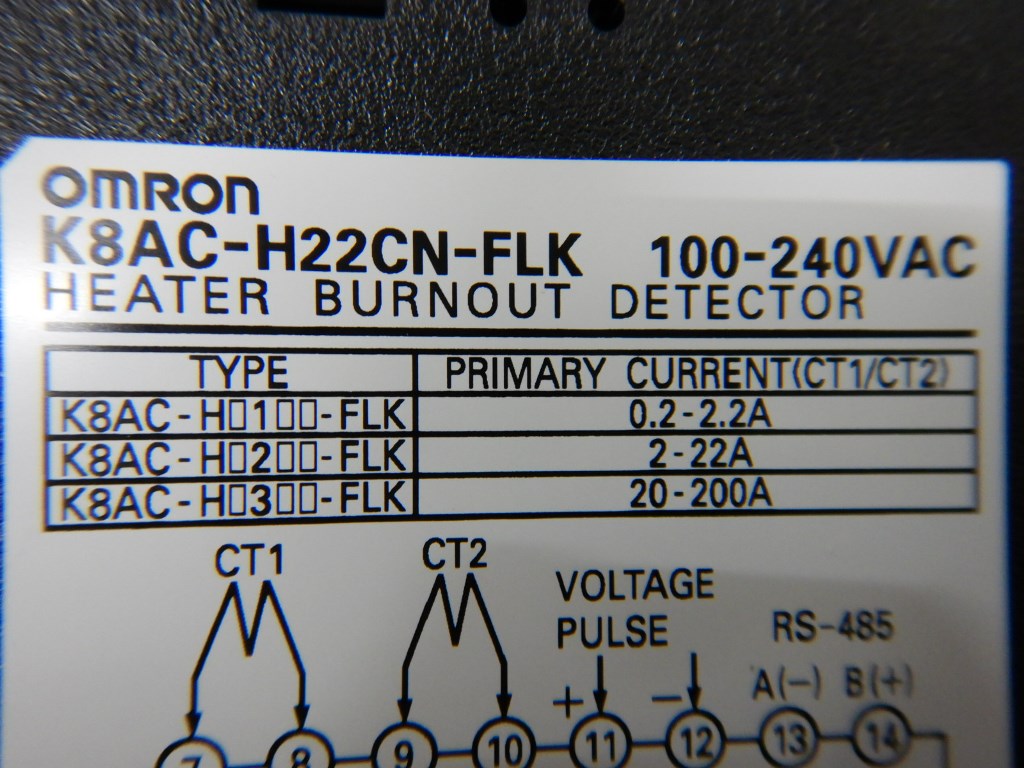 OMRON
K8AC-H22CN-FLK 100-240VAC
HEATER BURNOUT DETECTOR
TYPE PRIMARY CURRENT(CT1/CT2)
K8AC-H□1□□-FLK 0.2-2.2A
K8AC-H□2□□-FLK 2-22A
K8AC-H□3□□-FLK 20-200A
CT1 CT2
VOLTAGE
PULSE RS-485
+ − A(−) B(+)
7 8 9 10 11 12 13 14